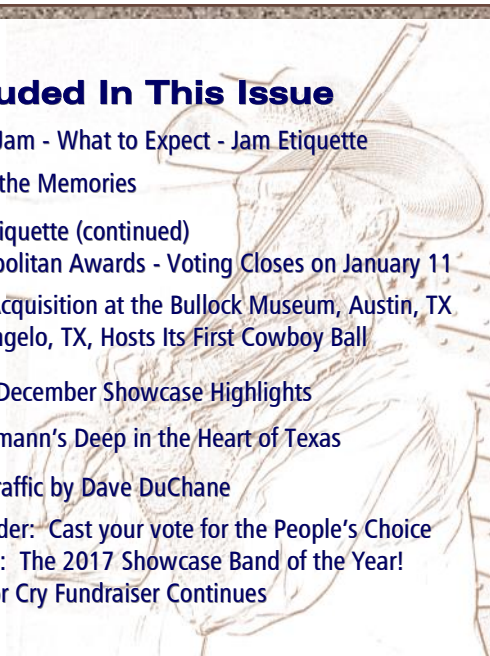 uded In This Issue
Jam - What to Expect - Jam Etiquette
the Memories
iquette (continued)
politan Awards - Voting Closes on January 11
Acquisition at the Bullock Museum, Austin, TX
ngelo, TX, Hosts Its First Cowboy Ball
December Showcase Highlights
mann's Deep in the Heart of Texas
raffic by Dave DuChane
der:  Cast your vote for the People's Choice
:  The 2017 Showcase Band of the Year!
or Cry Fundraiser Continues